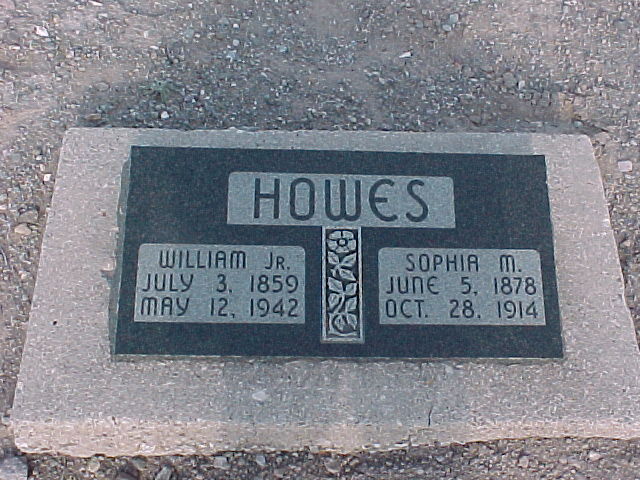 HOWES
WILLIAM JR.
JULY 3, 1859
MAY 12, 1942
SOPHIA M.
JUNE 5, 1878
OCT. 28, 1914